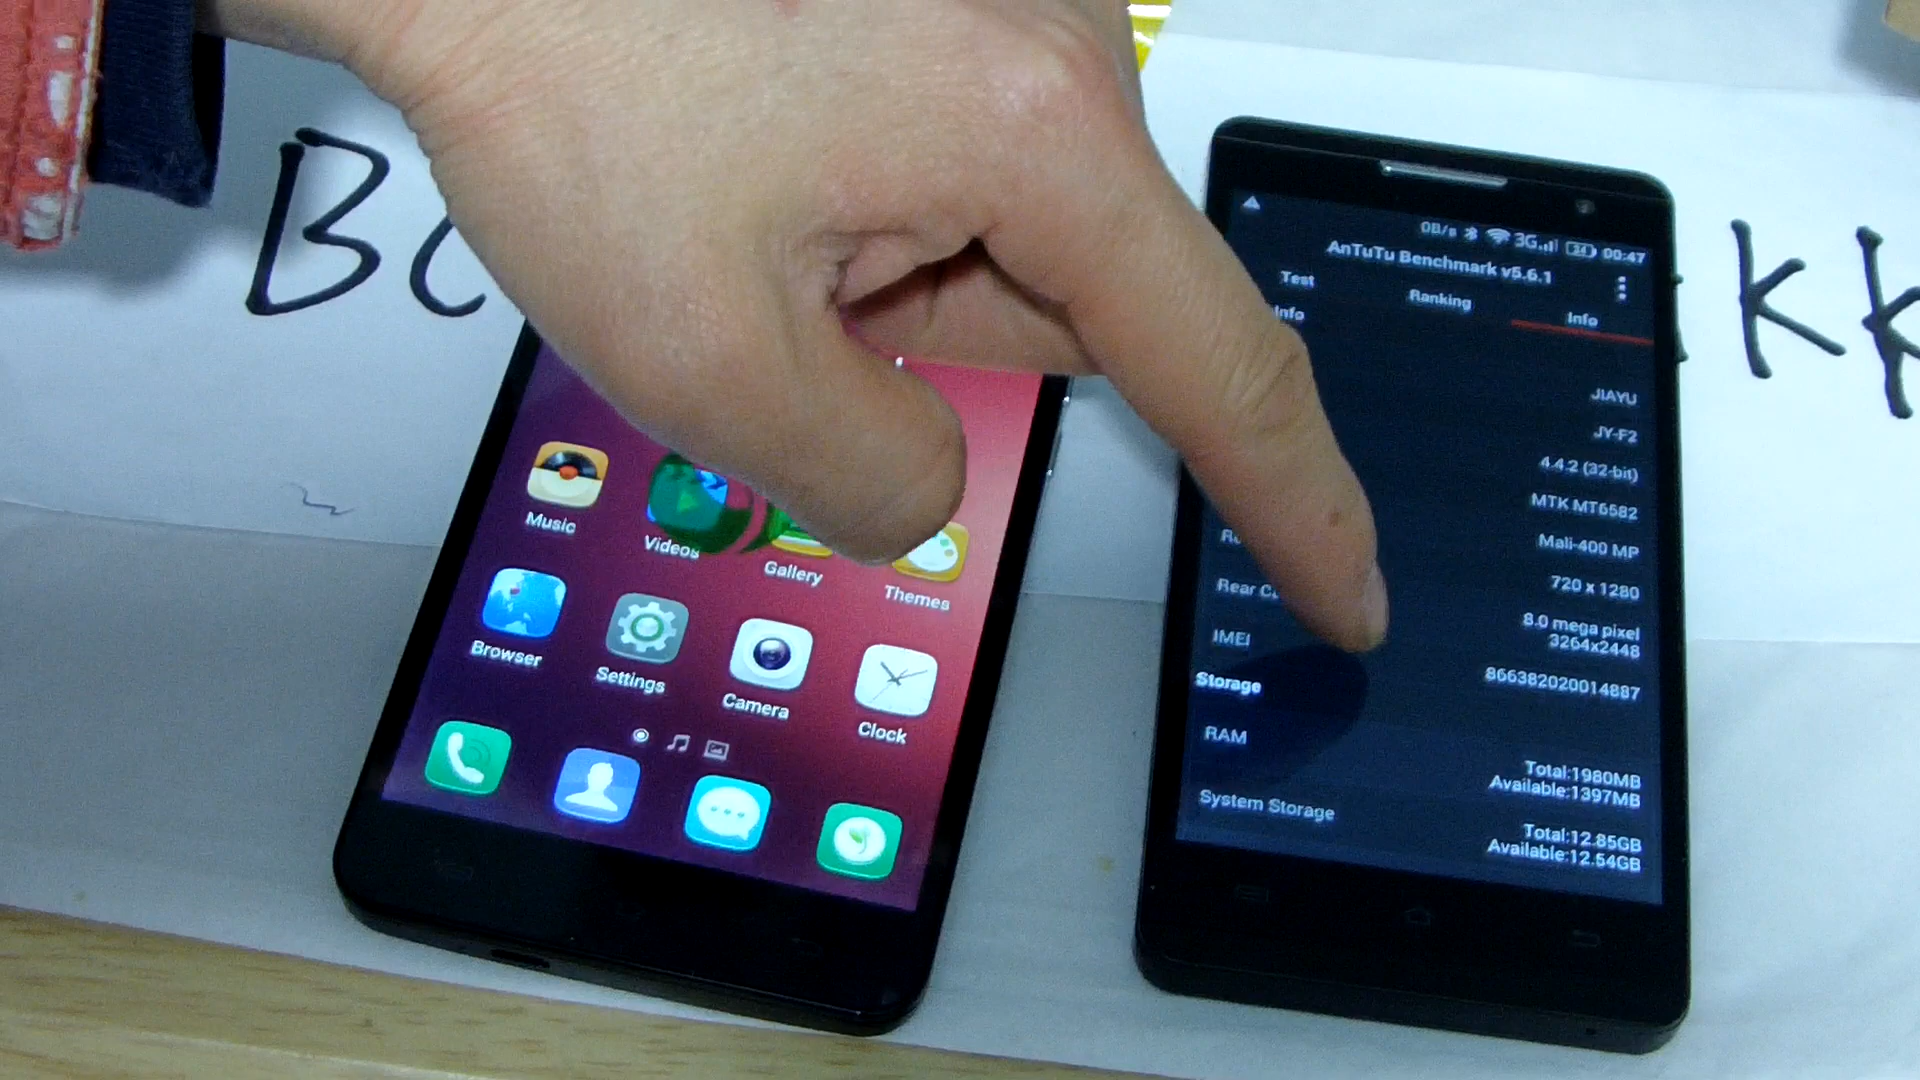 B
KK
0B/s 3G 34 00:47
AnTuTu Benchmark v5.6.1
Test Ranking Info
Info
JIAYU
JY-F2
4.4.2 (32-bit)
MTK MT6582
Mali-400 MP
720 x 1280
Rear
8.0 mega pixel
3264x2448
IMEI
866382020014887
Storage
RAM
Total:1980MB
Available:1397MB
System Storage
Total:12.85GB
Available:12.54GB
Music Videos Gallery Themes
Browser Settings Camera Clock